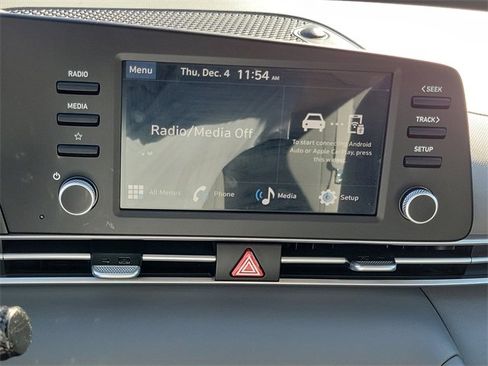 RADIO
MEDIA
Menu
Thu, Dec. 4 11:54 AM
Radio/Media Off
To start connecting Android
Auto or Apple CarPlay, press
this widget.
All Menus
Phone
Media
Setup
<SEEK
TRACK>
SETUP